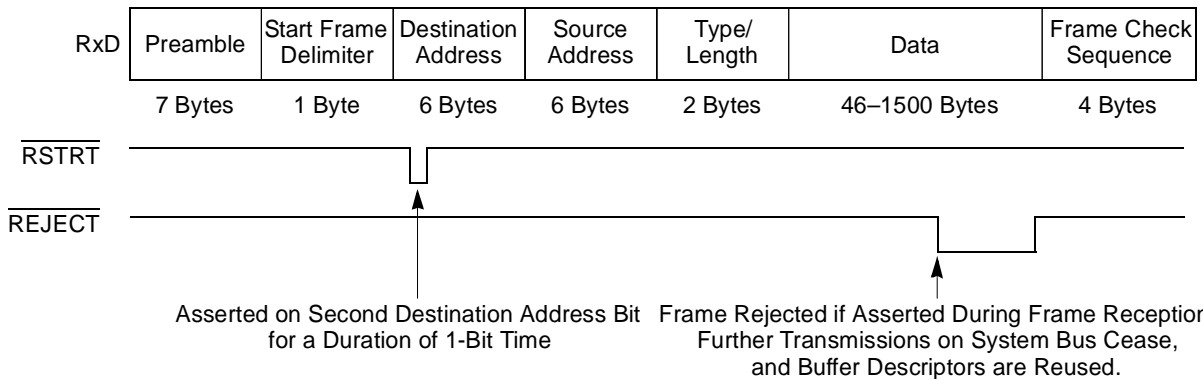 RxD Preamble Start Frame Delimiter Destination Address Source Address Type/ Length Data Frame Check Sequence
7 Bytes 1 Byte 6 Bytes 6 Bytes 2 Bytes 46–1500 Bytes 4 Bytes
RSTRT
REJECT
Asserted on Second Destination Address Bit
for a Duration of 1-Bit Time
Frame Rejected if Asserted During Frame Reception
Further Transmissions on System Bus Cease,
and Buffer Descriptors are Reused.